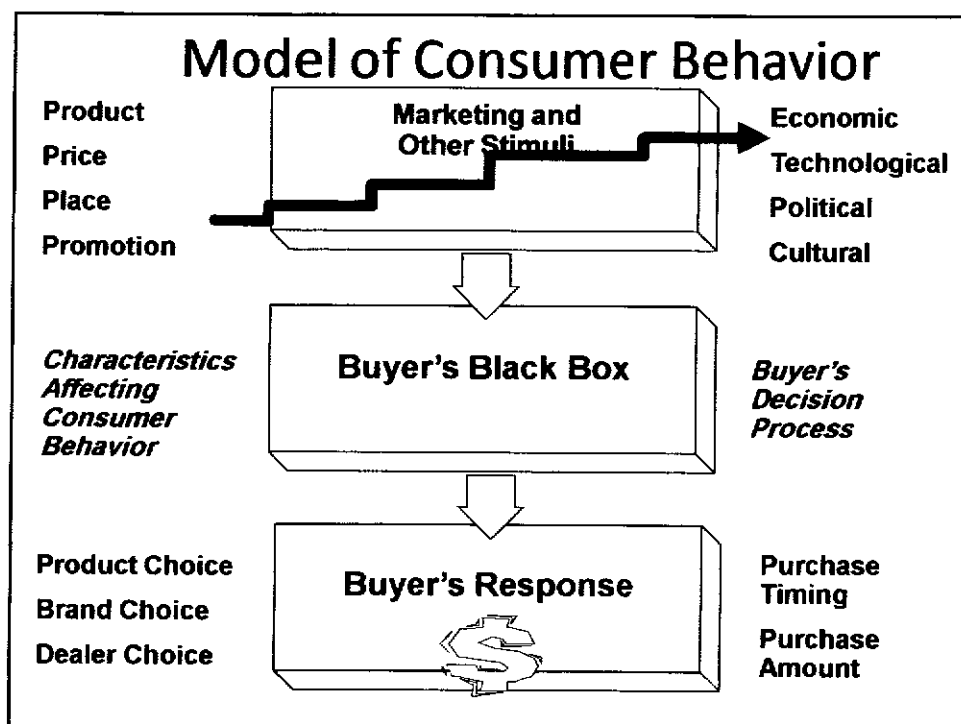 Model of Consumer Behavior
Product
Price
Place
Promotion
Marketing and
Other Stimuli
Economic
Technological
Political
Cultural
Characteristics
Affecting
Consumer
Behavior
Buyer's Black Box
Buyer's
Decision
Process
Product Choice
Brand Choice
Dealer Choice
Buyer's Response
$
Purchase
Timing
Purchase
Amount